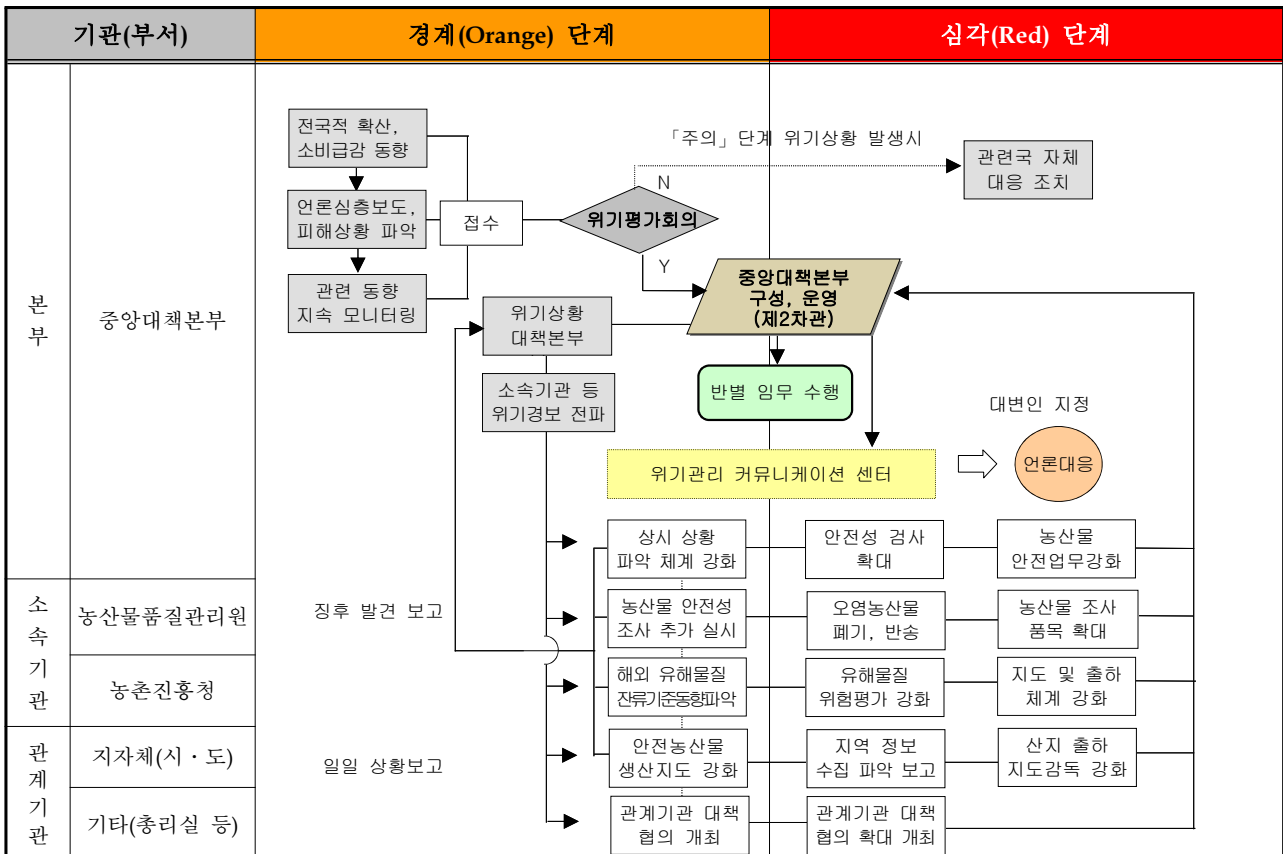 기관(부서)
경계(Orange) 단계
심각(Red) 단계
본
부
중앙대책본부
전국적 확산,
소비급감 동향
언론심층보도,
피해상황 파악
관련 동향
지속 모니터링
접수
위기평가회의
N
Y
「주의」단계 위기상황 발생시
관련국 자체
대응 조치
중앙대책본부
구성, 운영
(제2차관)
위기상황
대책본부
소속기관 등
위기경보 전파
반별 임무 수행
위기관리 커뮤니케이션 센터
대변인 지정
언론대응
상시 상황
파악 체계 강화
안전성 검사
확대
농산물
안전업무강화
소
속
기
관
농산물품질관리원
징후 발견 보고
농산물 안전성
조사 추가 실시
오염농산물
폐기, 반송
농산물 조사
품목 확대
농촌진흥청
해외 유해물질
잔류기준동향파악
유해물질
위험평가 강화
지도 및 출하
체계 강화
관
계
기
관
지자체(시・도)
일일 상황보고
안전농산물
생산지도 강화
지역 정보
수집 파악 보고
산지 출하
지도감독 강화
기타(총리실 등)
관계기관 대책
협의 개최
관계기관 대책
협의 확대 개최